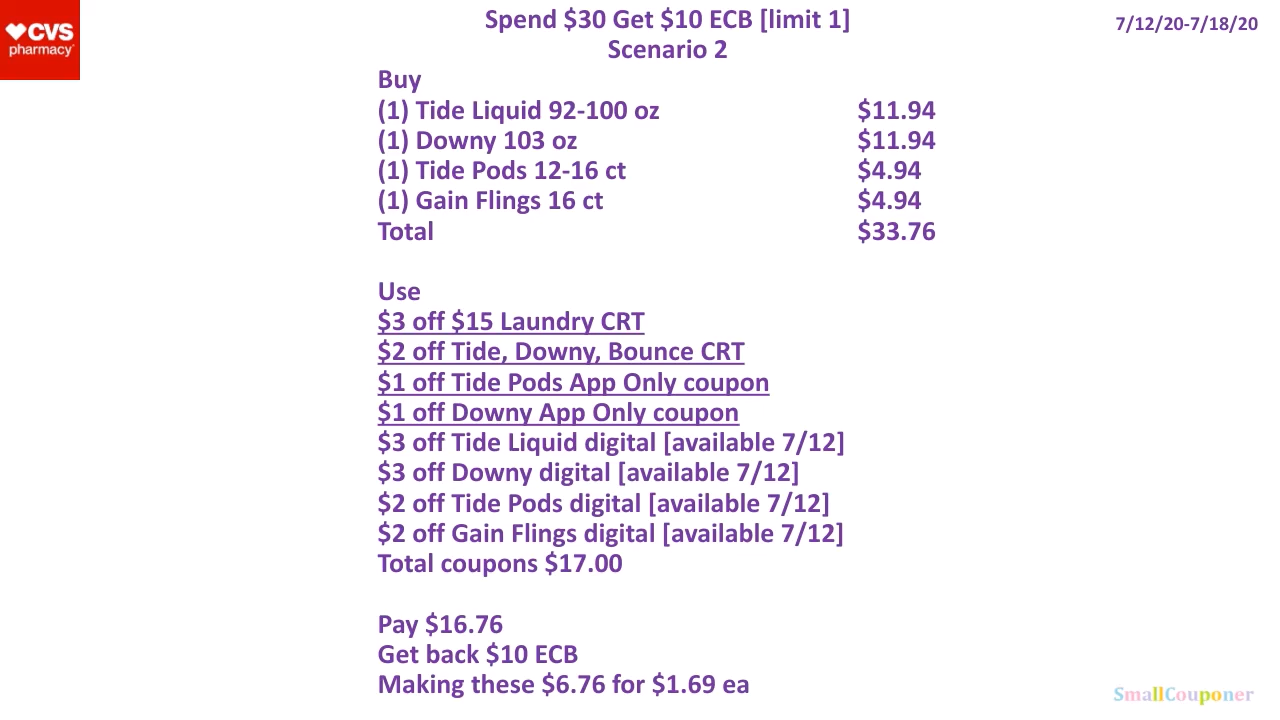 CVS
pharmacy
Spend $30 Get $10 ECB [limit 1]
7/12/20-7/18/20
Scenario 2
Buy
(1) Tide Liquid 92-100 oz $11.94
(1) Downy 103 oz $11.94
(1) Tide Pods 12-16 ct $4.94
(1) Gain Flings 16 ct $4.94
Total $33.76
Use
$3 off $15 Laundry CRT
$2 off Tide, Downy, Bounce CRT
$1 off Tide Pods App Only coupon
$1 off Downy App Only coupon
$3 off Tide Liquid digital [available 7/12]
$3 off Downy digital [available 7/12]
$2 off Tide Pods digital [available 7/12]
$2 off Gain Flings digital [available 7/12]
Total coupons $17.00
Pay $16.76
Get back $10 ECB
Making these $6.76 for $1.69 ea
SmallCouponer